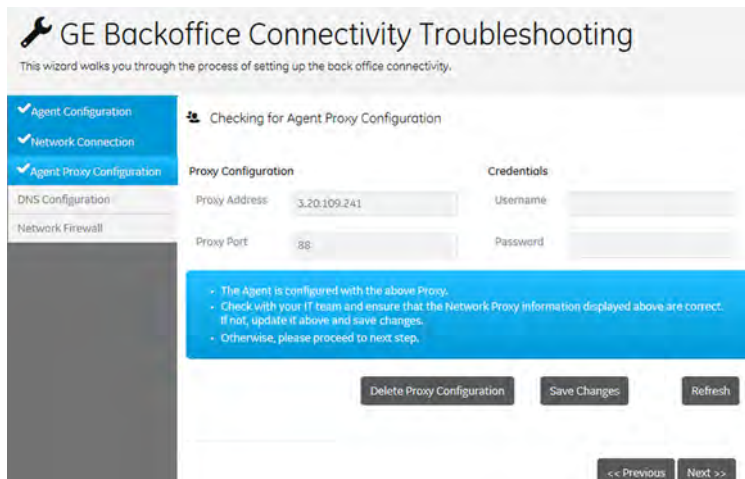 GE Backoffice Connectivity Troubleshooting
This wizard walks you through the process of setting up the back office connectivity.
Agent Configuration
Network Connection
Agent Proxy Configuration
DNS Configuration
Network Firewall
Checking for Agent Proxy Configuration
Proxy Configuration
Credentials
Proxy Address
3.20.109.241
Username
Proxy Port
88
Password
- The Agent is configured with the above Proxy.
- Check with your IT team and ensure that the Network Proxy information displayed above are correct.
If not, update it above and save changes.
- Otherwise, please proceed to next step.
Delete Proxy Configuration
Save Changes
Refresh
<< Previous
Next >>